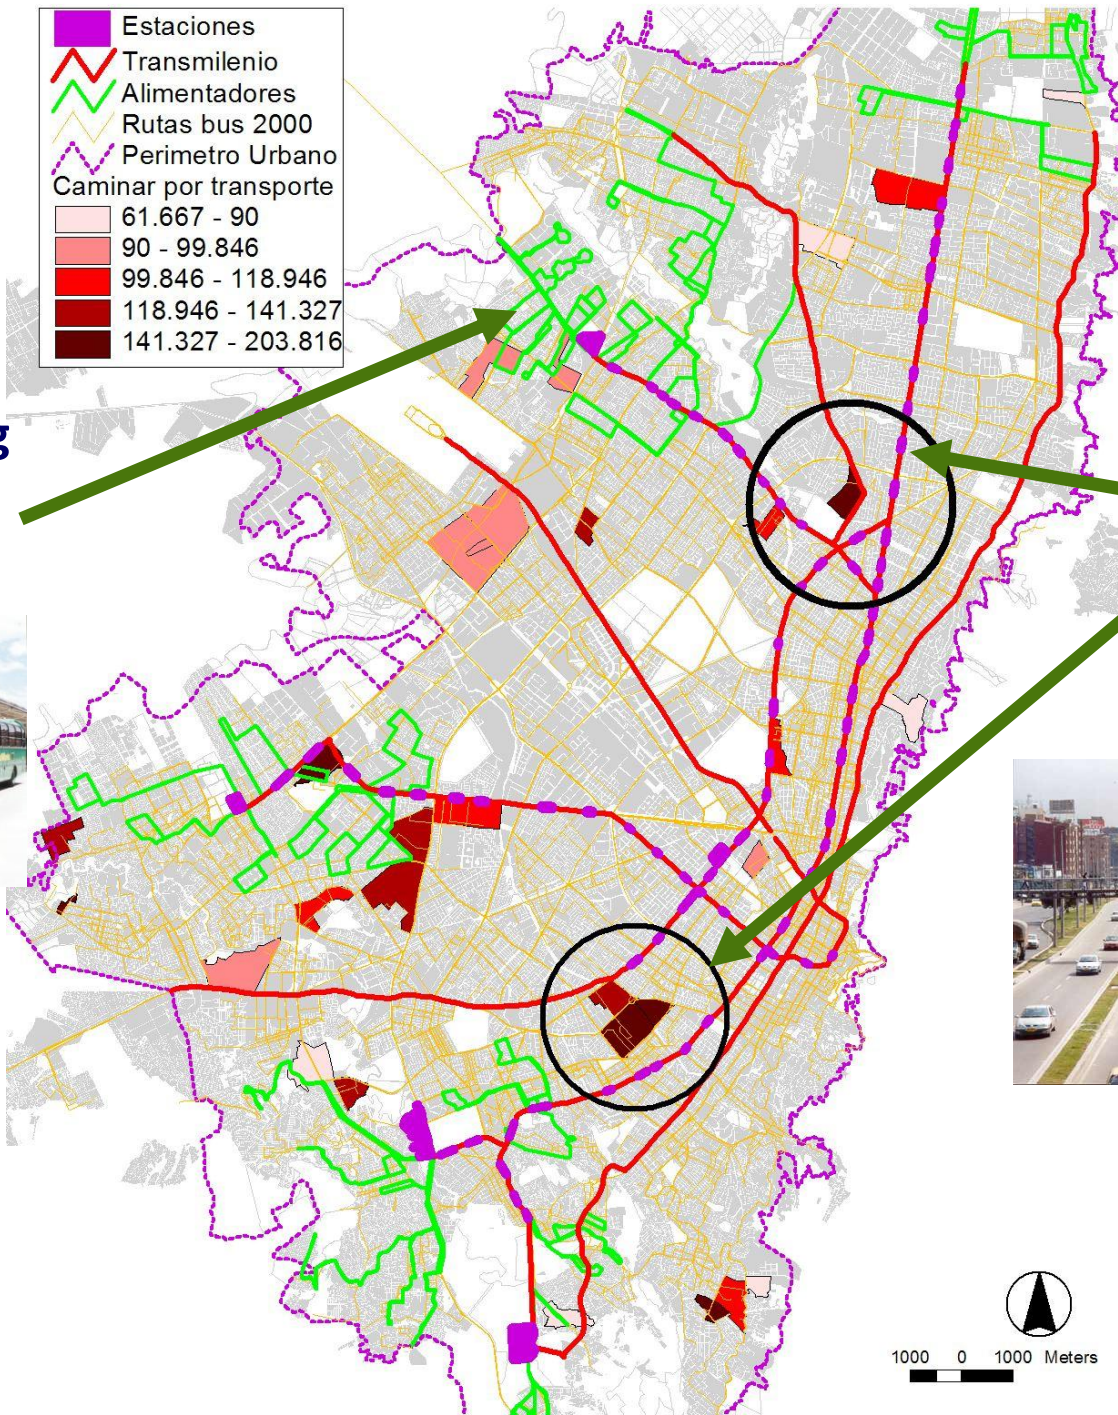 Estaciones
Transmilenio
Alimentadores
Rutas bus 2000
Perimetro Urbano
Caminar por transporte
61.667 - 90
90 - 99.846
99.846 - 118.946
118.946 - 141.327
141.327 - 203.816
g
1000 0 1000 Meters